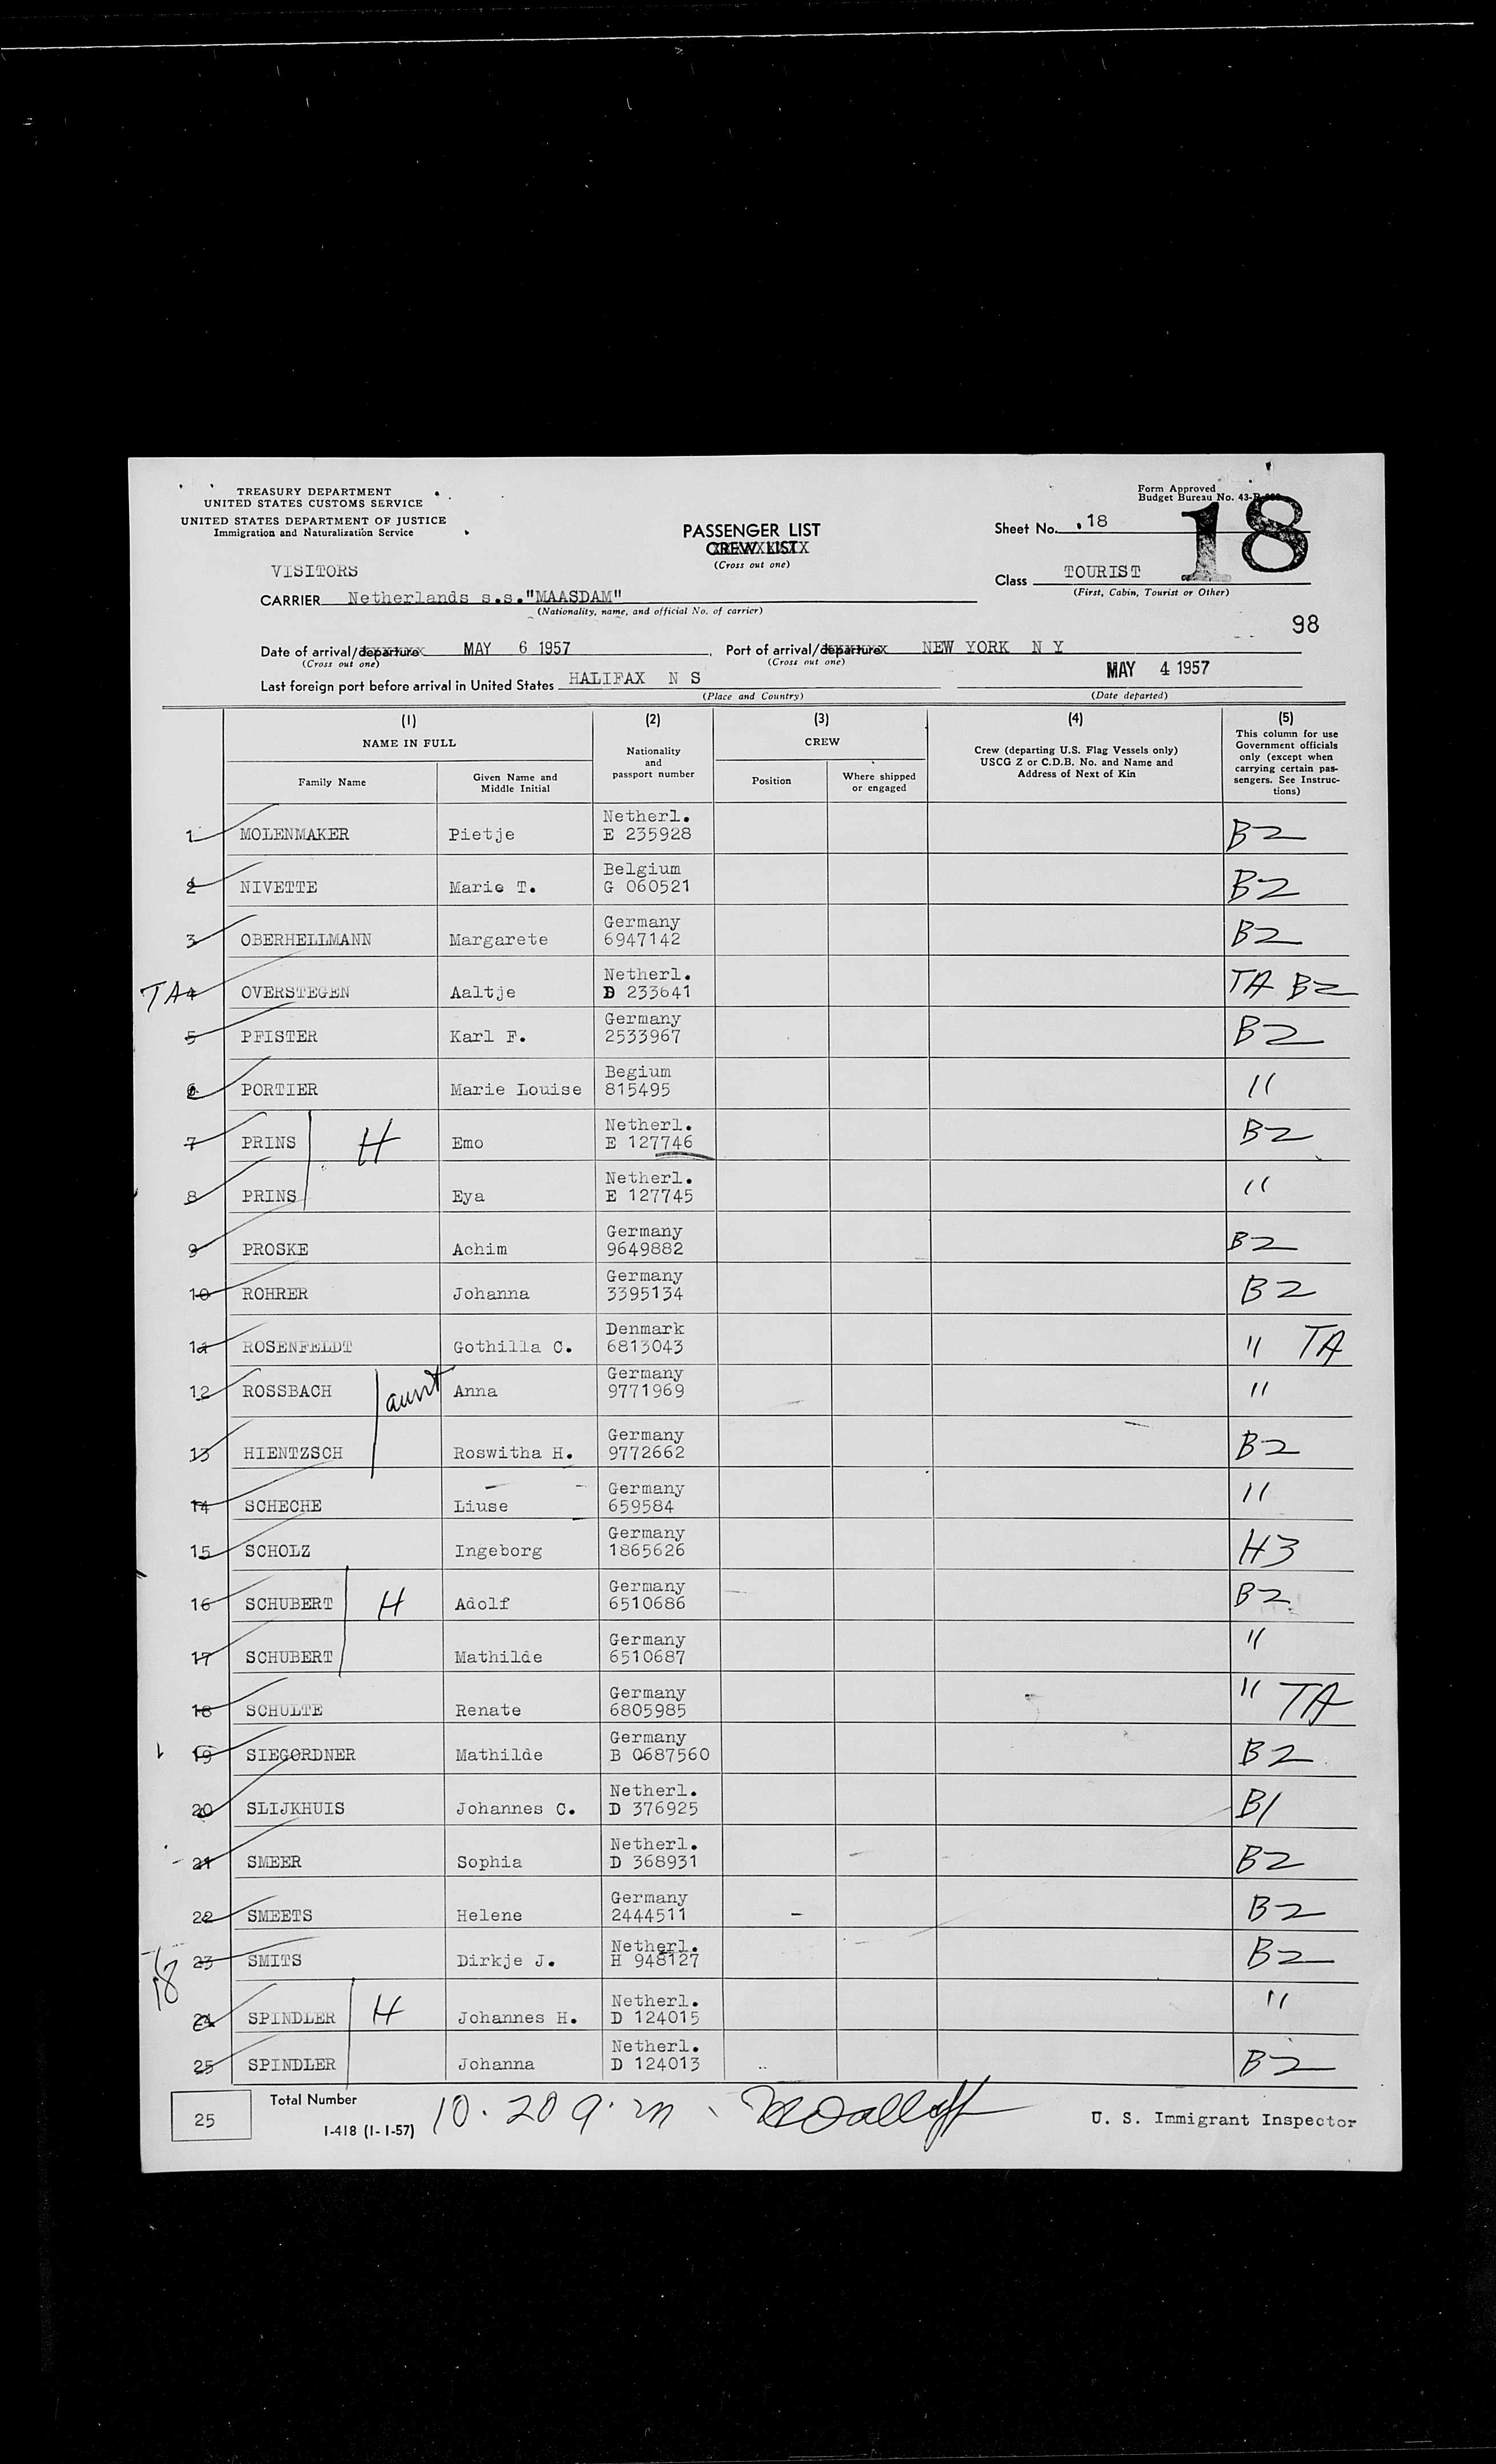 TREASURY DEPARTMENT
UNITED STATES CUSTOMS SERVICE
UNITED STATES DEPARTMENT OF JUSTICE
Immigration and Naturalization Service
Form Approved
Budget Bureau No. 43-
PASSENGER LIST
CREW LIST
(Cross out one)
Sheet No. 18
18
VISITORS
CARRIER Netherlands s.s."MAASDAM"
(Nationality, name, and official No. of carrier)
Class TOURIST
(First, Cabin, Tourist or Other)
98
Date of arrival/departure MAY 6 1957
(Cross out one)
Port of arrival/departure NEW YORK N Y
(Cross out one)
Last foreign port before arrival in United States HALIFAX N S
(Place and Country)
MAY 4 1957
(Date departed)
(1) (2) (3) (4) (5)
NAME IN FULL
Family Name
Given Name and
Middle Initial
Nationality
and
passport number
CREW
Position
Where shipped
or engaged
Crew (departing U.S. Flag Vessels only)
USCG Z or C.D.B. No. and Name and
Address of Next of Kin
This column for use
Government officials
only (except when
carrying certain pas-
sengers. See Instruc-
tions)
Netherl.
1 MOLENMAKER Pietje E 235928 B2
Belgium
2 NIVETTE Marie T. G 060521 B2
Germany
3 OBERHELLMANN Margarete 6947142 B2
Netherl.
TA 4 OVERSTEGEN Aaltje D 233641 TA B2
Germany
5 PFISTER Karl F. 2533967 B2
Begium
6 PORTIER Marie Louise 815495 "
Netherl.
7 PRINS H Emo E 127746 B2
Netherl.
8 PRINS Eya E 127745 "
Germany
9 PROSKE Achim 9649882 B2
Germany
10 ROHRER Johanna 3395134 B2
Denmark
11 ROSENFELDT Gothilla C. 6813043 " TA
Germany
12 ROSSBACH aunt Anna 9771969 "
Germany
13 HIENTZSCH Roswitha H. 9772662 B2
Germany
14 SCHECHE Liuse 659584 "
Germany
15 SCHOLZ Ingeborg 1865626 H3
Germany
16 SCHUBERT H Adolf 6510686 B2
Germany
17 SCHUBERT Mathilde 6510687 "
Germany
18 SCHULTE Renate 6805985 " TA
Germany
19 SIEGORDNER Mathilde B 0687560 B2
Netherl.
20 SLIJKHUIS Johannes C. D 376925 B1
Netherl.
21 SMEER Sophia D 368931 B2
Germany
22 SMEETS Helene 2444511 B2
Netherl.
23 SMITS Dirkje J. H 948127 B2
18
Netherl.
24 SPINDLER H Johannes H. D 124015 "
Netherl.
25 SPINDLER Johanna D 124013 B2
25
Total Number
I-418 (1-1-57)
10.20 a.m.
U. S. Immigrant Inspector